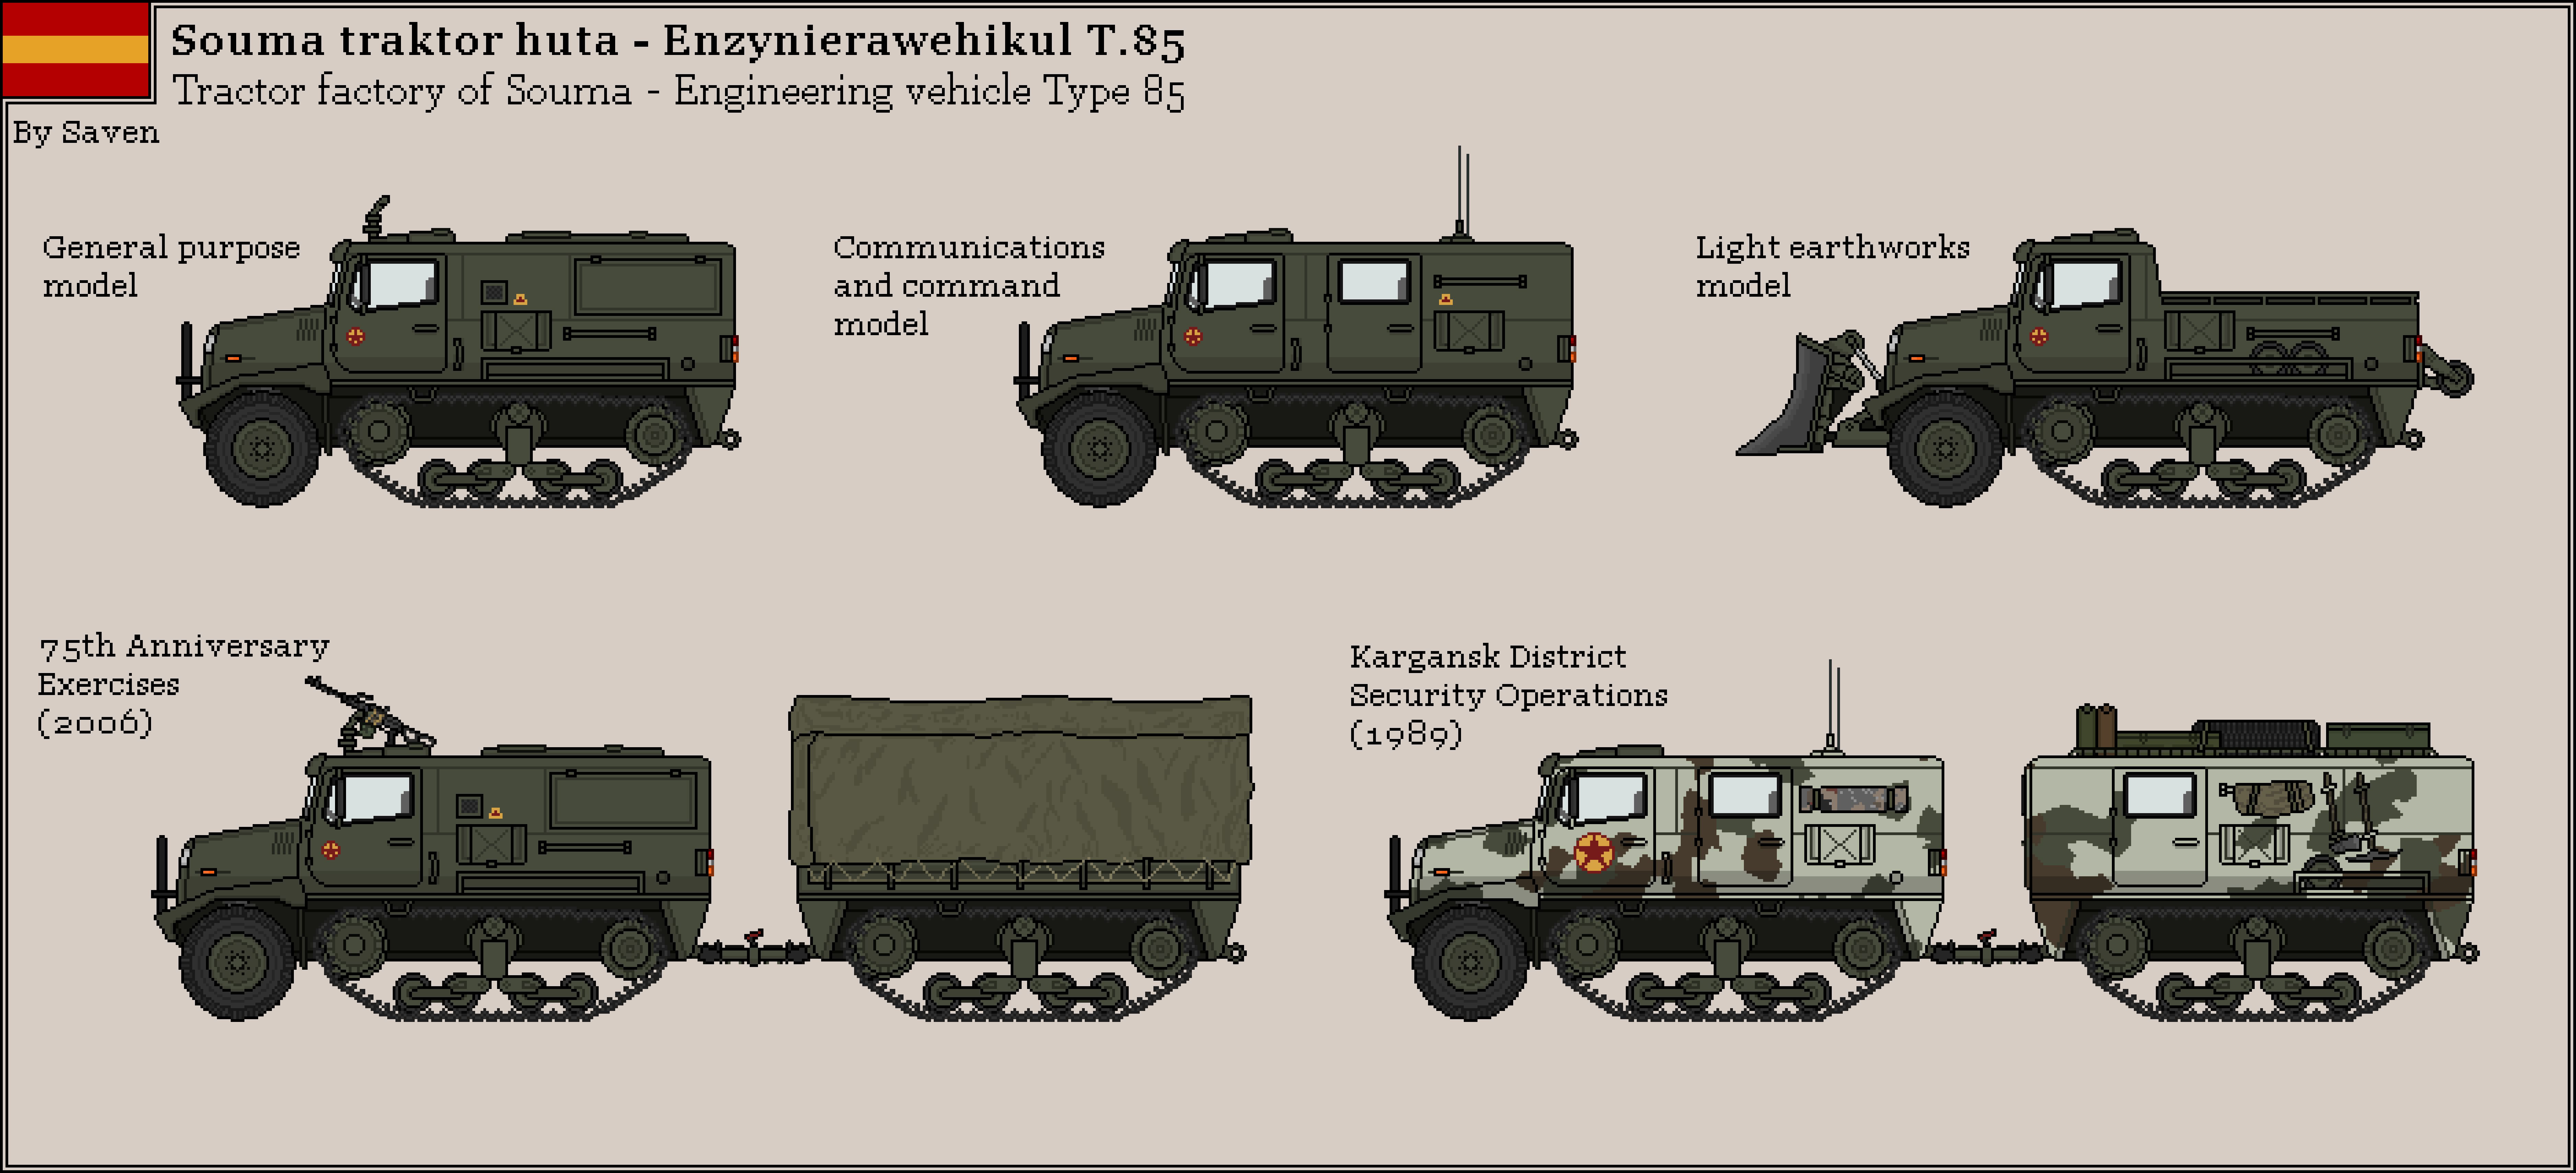 Souma traktor huta - Enzynierawehikul T.85
Tractor factory of Souma - Engineering vehicle Type 85
By Saven
General purpose
model
Communications
and command
model
Light earthworks
model
75th Anniversary
Exercises
(2006)
Kargansk District
Security Operations
(1989)